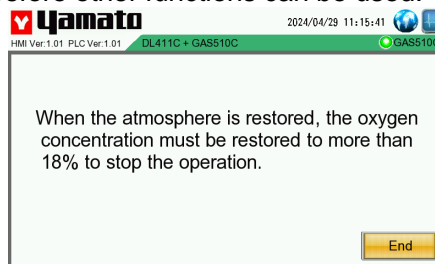 before other functions can be used.
Yamato
2024/04/29 11:15:41
HMI Ver:1.01 PLC Ver:1.01
DL411C + GAS510C
GAS510C
When the atmosphere is restored, the oxygen
concentration must be restored to more than
18% to stop the operation.
End